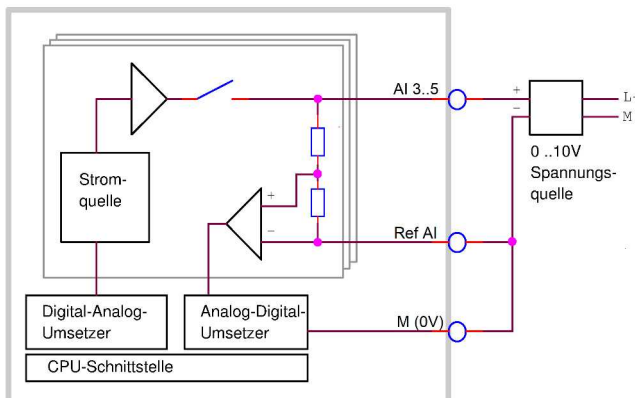 AI 3..5
+
−
L+
M
0 ..10V
Spannungs-
quelle
Strom-
quelle
+
−
Ref AI
Digital-Analog-
Umsetzer
Analog-Digital-
Umsetzer
M (0V)
CPU-Schnittstelle